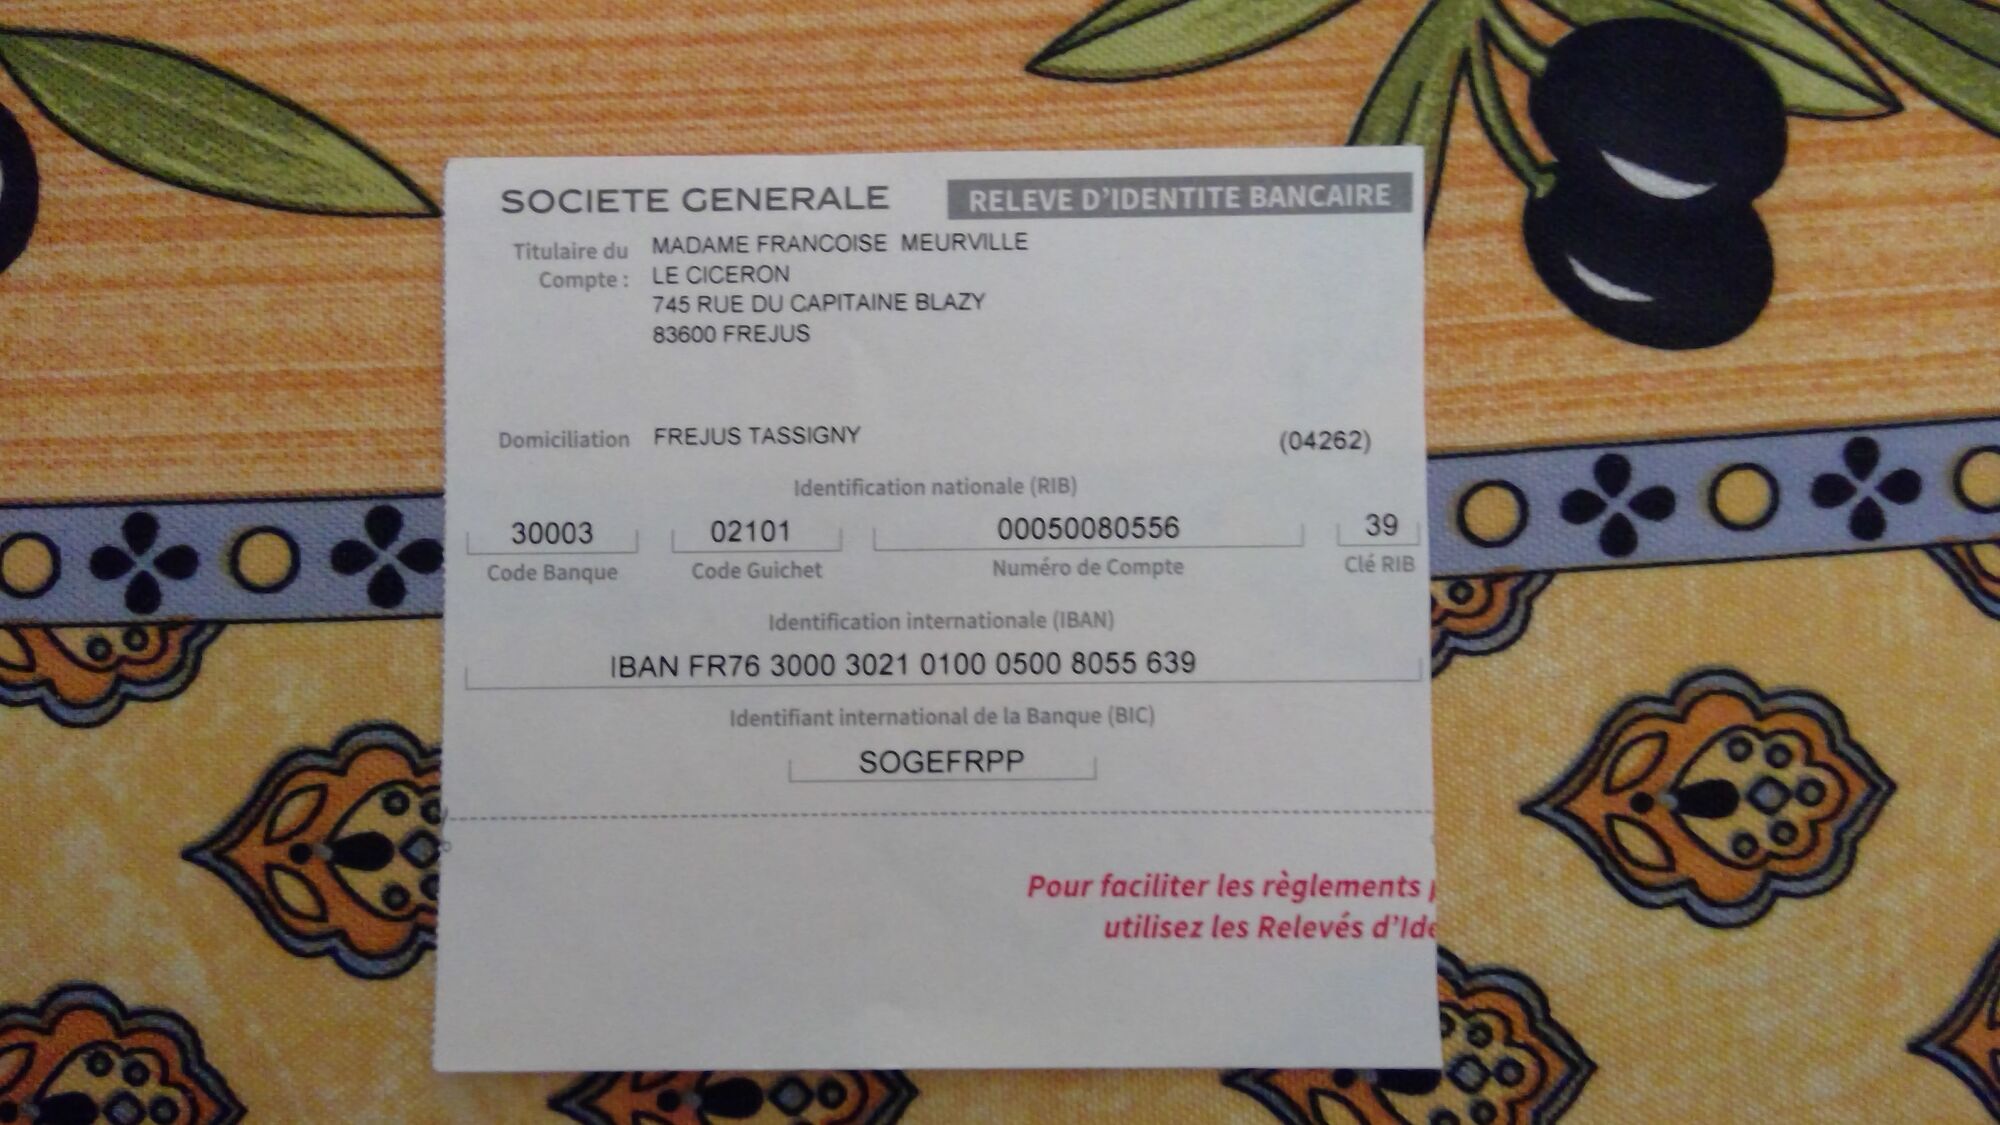 SOCIETE GENERALE RELEVE D'IDENTITE BANCAIRE
Titulaire du Compte : MADAME FRANCOISE MEURVILLE
LE CICERON
745 RUE DU CAPITAINE BLAZY
83600 FREJUS
Domiciliation FREJUS TASSIGNY (04262)
Identification nationale (RIB)
30003 02101 00050080556 39
Code Banque Code Guichet Numéro de Compte Clé RIB
Identification internationale (IBAN)
IBAN FR76 3000 3021 0100 0500 8055 639
Identifiant international de la Banque (BIC)
SOGEFRPP
Pour faciliter les règlements
utilisez les Relevés d'Ide